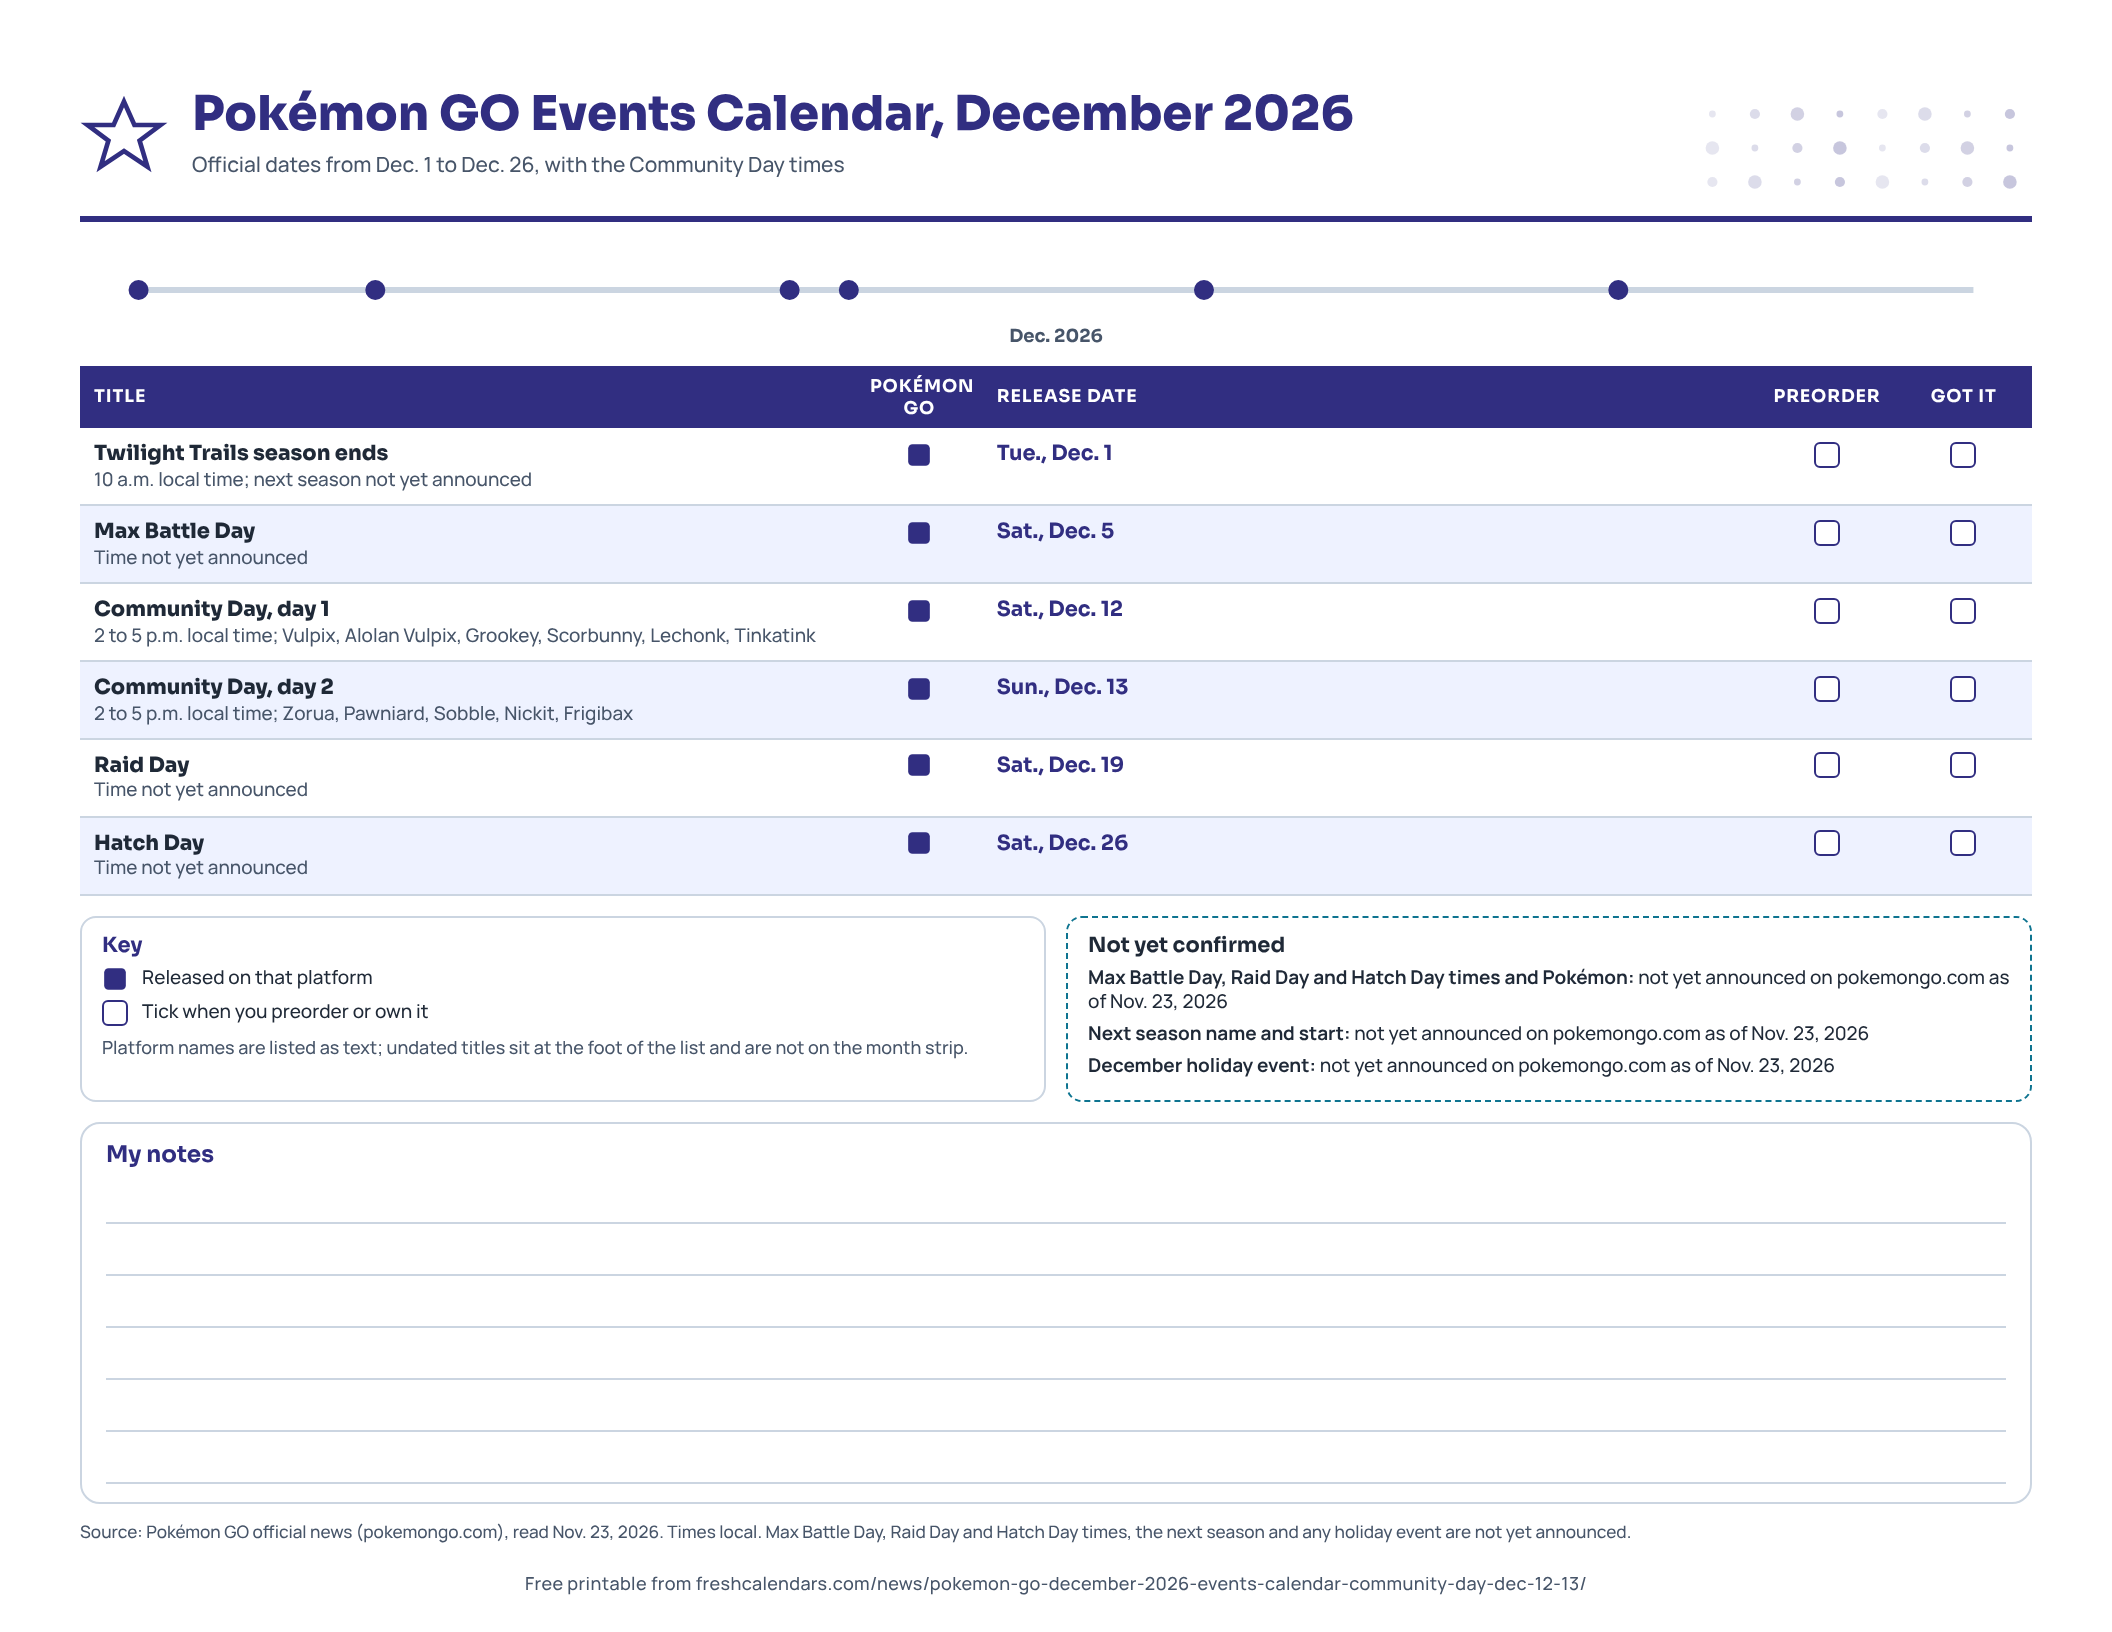 Pokémon GO Events Calendar, December 2026
Official dates from Dec. 1 to Dec. 26, with the Community Day times
Dec. 2026
TITLE
POKÉMON
GO
RELEASE DATE
PREORDER
GOT IT
Twilight Trails season ends
Tue., Dec. 1
10 a.m. local time; next season not yet announced
Max Battle Day
Sat., Dec. 5
Time not yet announced
Community Day, day 1
Sat., Dec. 12
2 to 5 p.m. local time; Vulpix, Alolan Vulpix, Grookey, Scorbunny, Lechonk, Tinkatink
Community Day, day 2
Sun., Dec. 13
2 to 5 p.m. local time; Zorua, Pawniard, Sobble, Nickit, Frigibax
Raid Day
Sat., Dec. 19
Time not yet announced
Hatch Day
Sat., Dec. 26
Time not yet announced
Key
Released on that platform
Tick when you preorder or own it
Platform names are listed as text; undated titles sit at the foot of the list and are not on the month strip.
Not yet confirmed
Max Battle Day, Raid Day and Hatch Day times and Pokémon: not yet announced on pokemongo.com as
of Nov. 23, 2026
Next season name and start: not yet announced on pokemongo.com as of Nov. 23, 2026
December holiday event: not yet announced on pokemongo.com as of Nov. 23, 2026
My notes
Source: Pokémon GO official news (pokemongo.com), read Nov. 23, 2026. Times local. Max Battle Day, Raid Day and Hatch Day times, the next season and any holiday event are not yet announced.
Free printable from freshcalendars.com/news/pokemon-go-december-2026-events-calendar-community-day-dec-12-13/